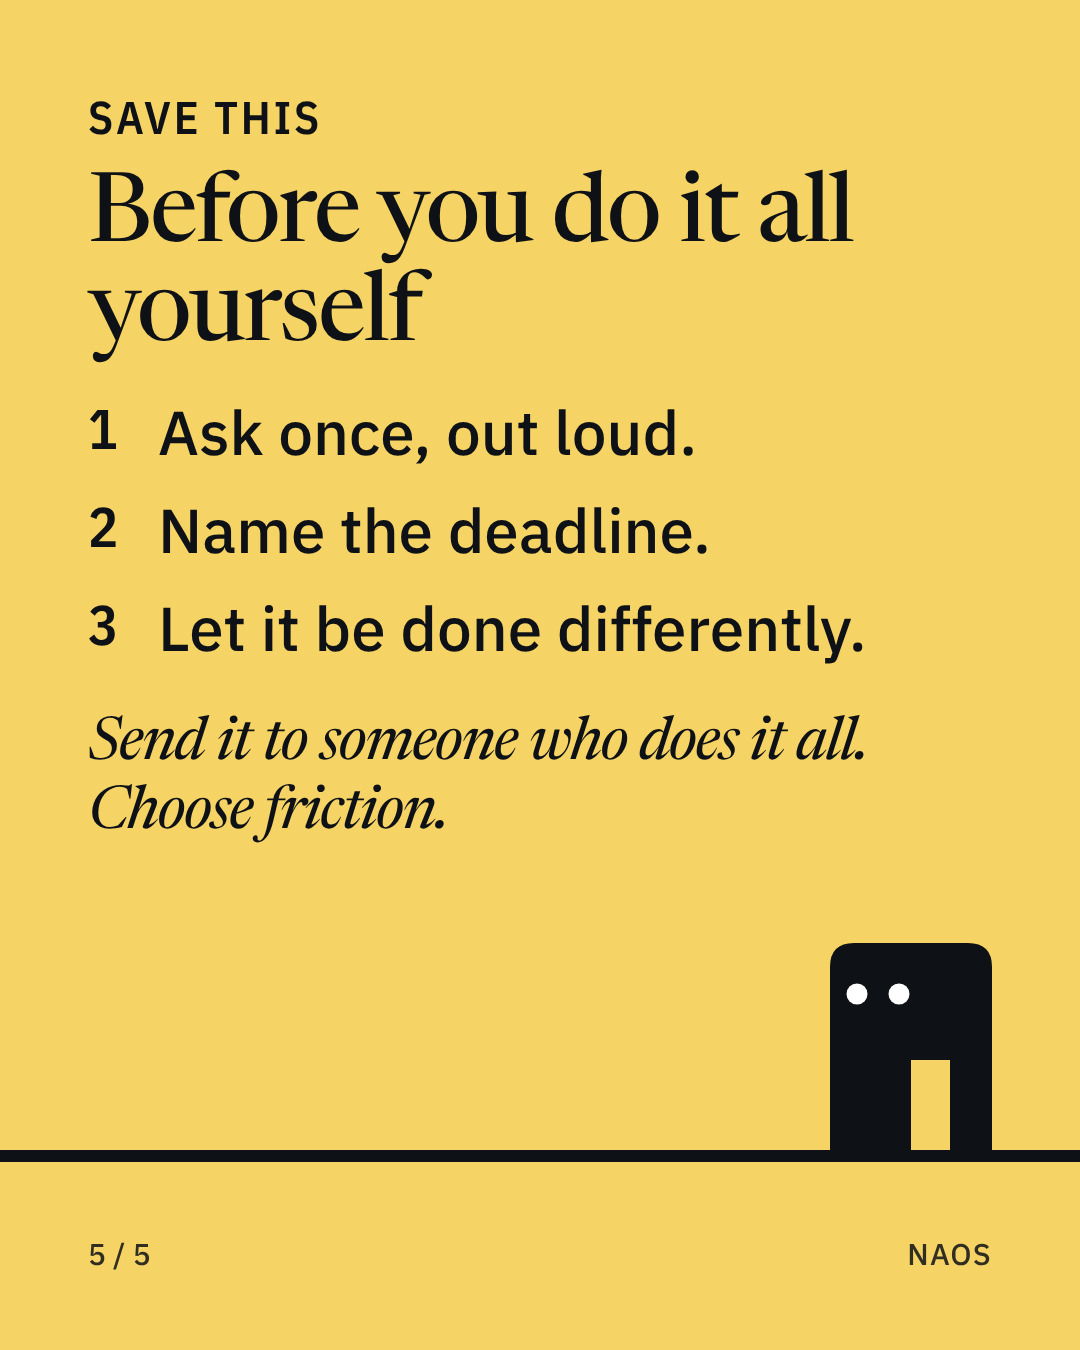 SAVE THIS
Before you do it all
yourself
1 Ask once, out loud.
2 Name the deadline.
3 Let it be done differently.
Send it to someone who does it all.
Choose friction.
5 / 5
NAOS